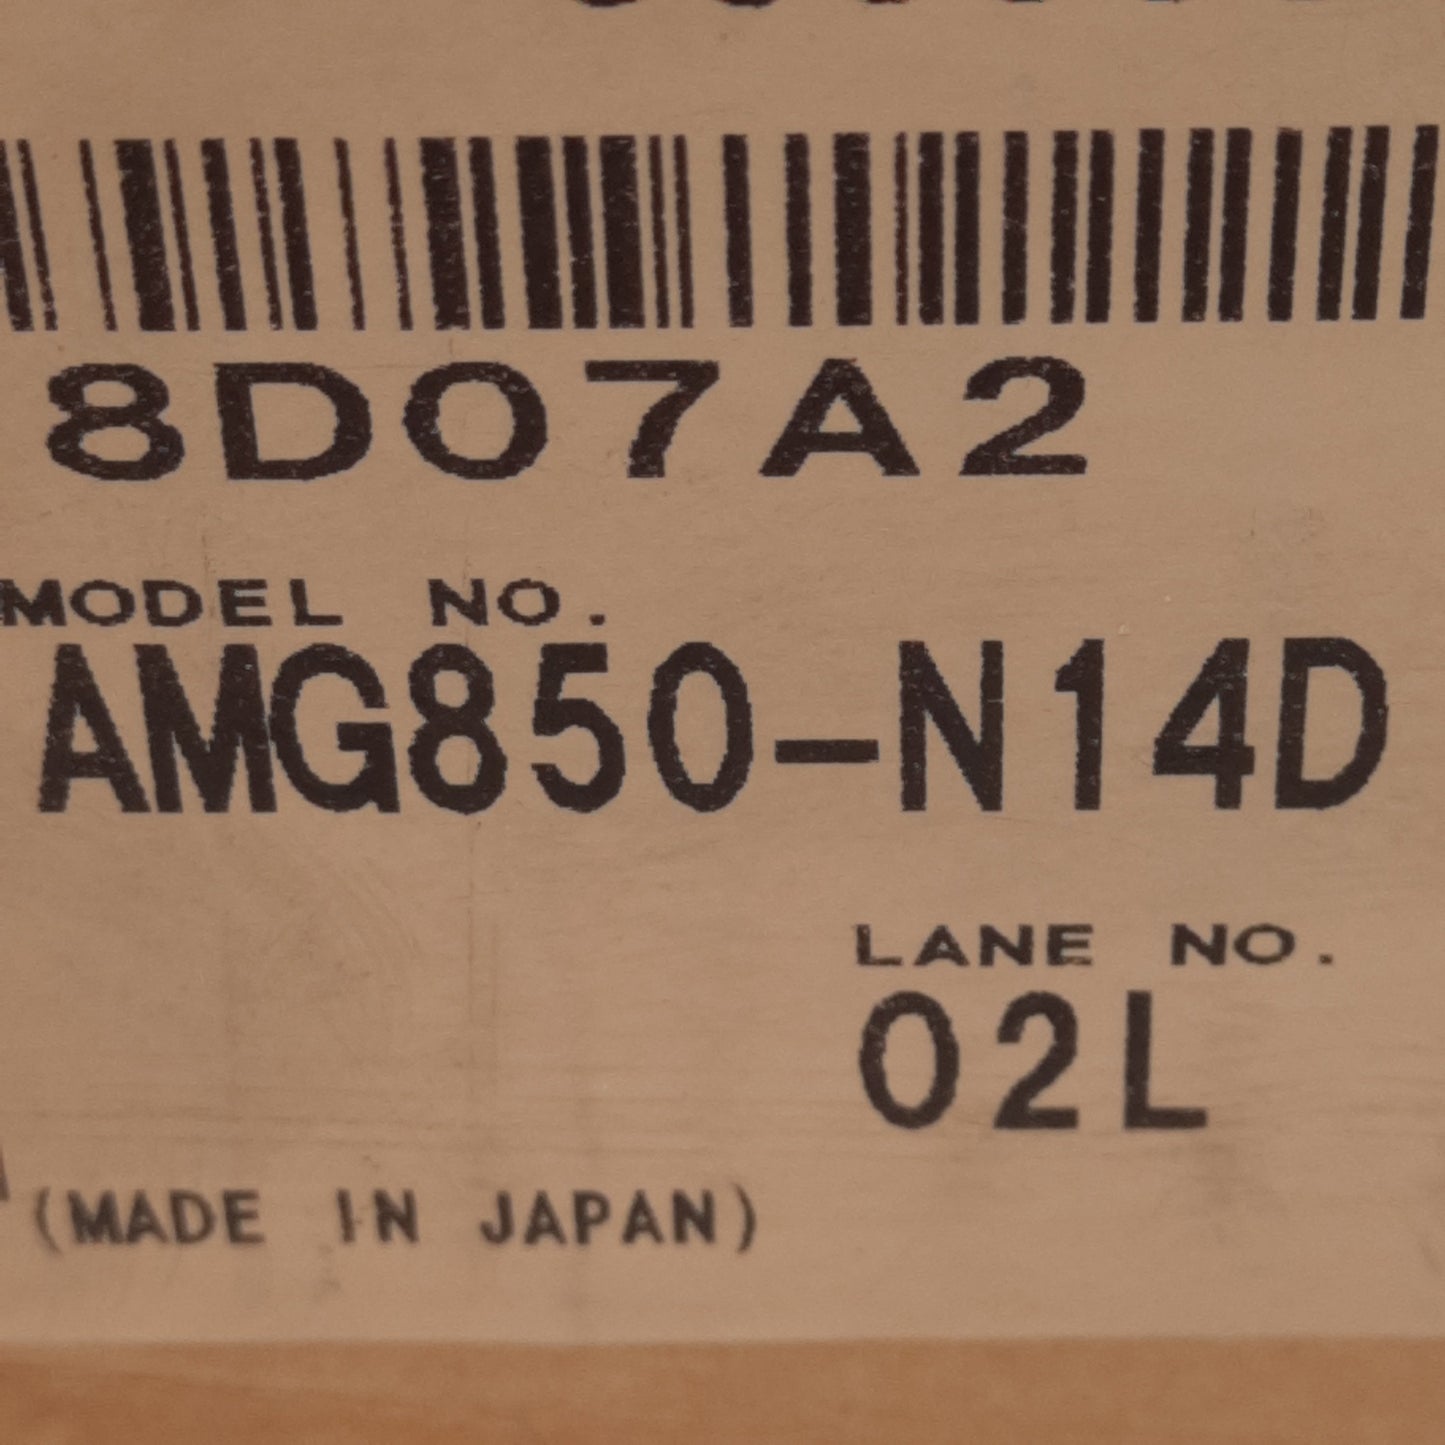 8D07A2
MODEL NO.
AMG850-N14D
LANE NO.
02L
(MADE IN JAPAN)